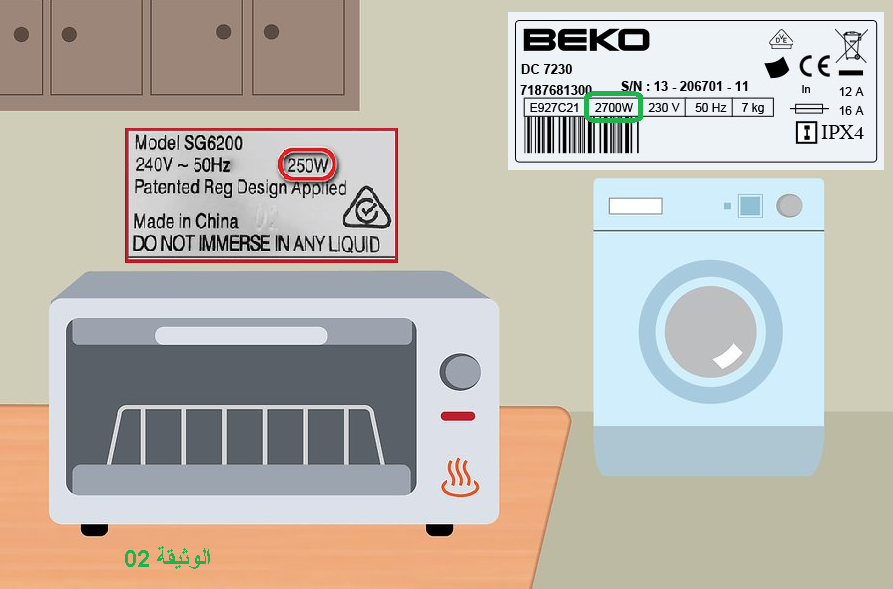 BEKO
DC 7230
7187681300 S/N : 13 - 206701 - 11
E927C21 2700W 230 V 50 Hz 7 kg
In 12 A
16 A
IPX4
Model SG6200
240V ~ 50Hz 250W
Patented Reg Design Applied
Made in China
DO NOT IMMERSE IN ANY LIQUID
الوثيقة 02